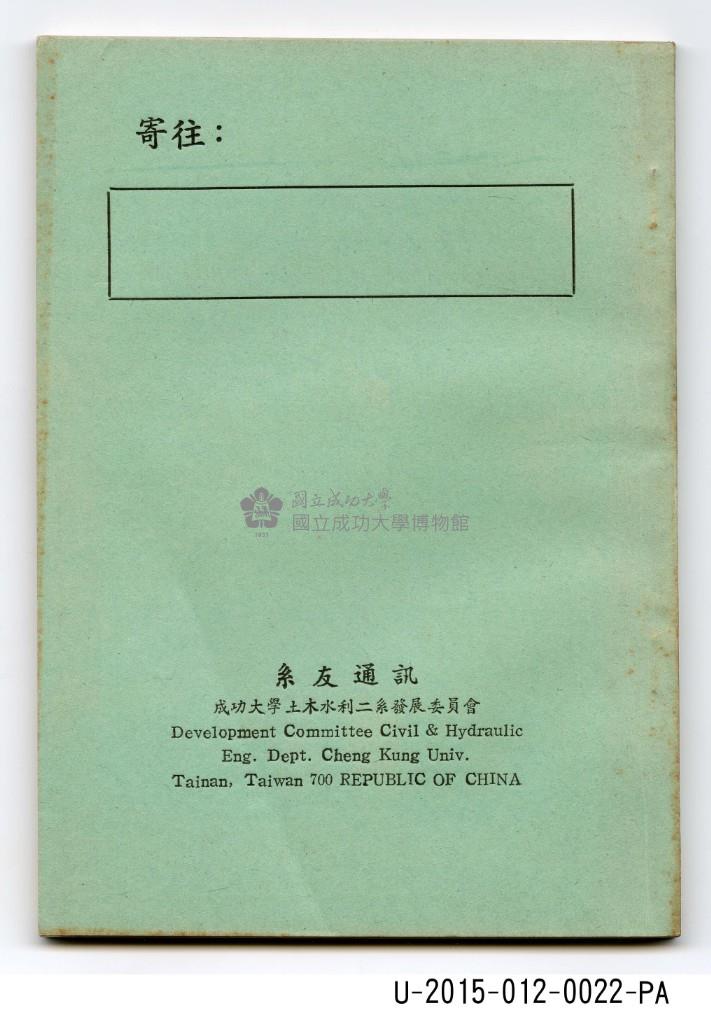 寄往：
國立成功大學
國立成功大學博物館
1931
系友通訊
成功大學土木水利二系發展委員會
Development Committee Civil & Hydraulic
Eng. Dept. Cheng Kung Univ.
Tainan, Taiwan 700 REPUBLIC OF CHINA
U-2015-012-0022-PA